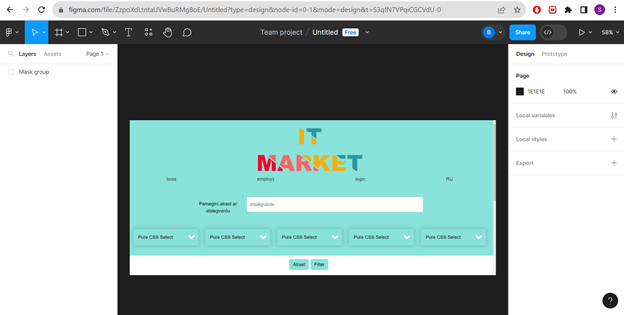 figma.com/file/ZzpoXdLtntaUVwBuRMg8oE/Untitled?type=design&node-id=0-1&mode=design&t=S3qfN7VPqiCGCVdU-0
S
Team project / Untitled Free
B
Share
58%
Layers Assets Page 1
Mask group
IT
MARKET
boos employy login RU
Pamegini atrast ar
atslegvardu
Atslēgvārds
Pure CSS Select Pure CSS Select Pure CSS Select Pure CSS Select Pure CSS Select
Atrast Filter
Design Prototype
Page
1E1E1E 100%
Local variables
Local styles
Export
?